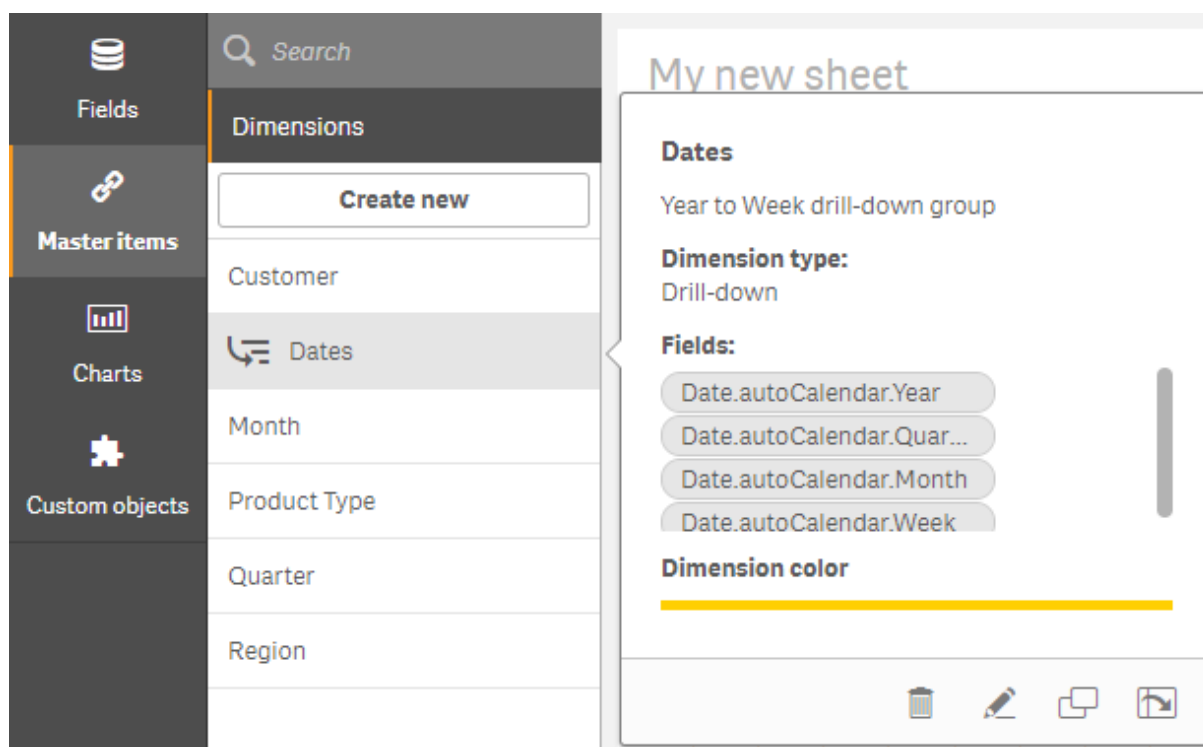 Fields
Master items
Charts
Custom objects
Search
Dimensions
Create new
Customer
Dates
Month
Product Type
Quarter
Region
My new sheet
Dates
Year to Week drill-down group
Dimension type:
Drill-down
Fields:
Date.autoCalendar.Year
Date.autoCalendar.Quar...
Date.autoCalendar.Month
Date.autoCalendar.Week
Dimension color